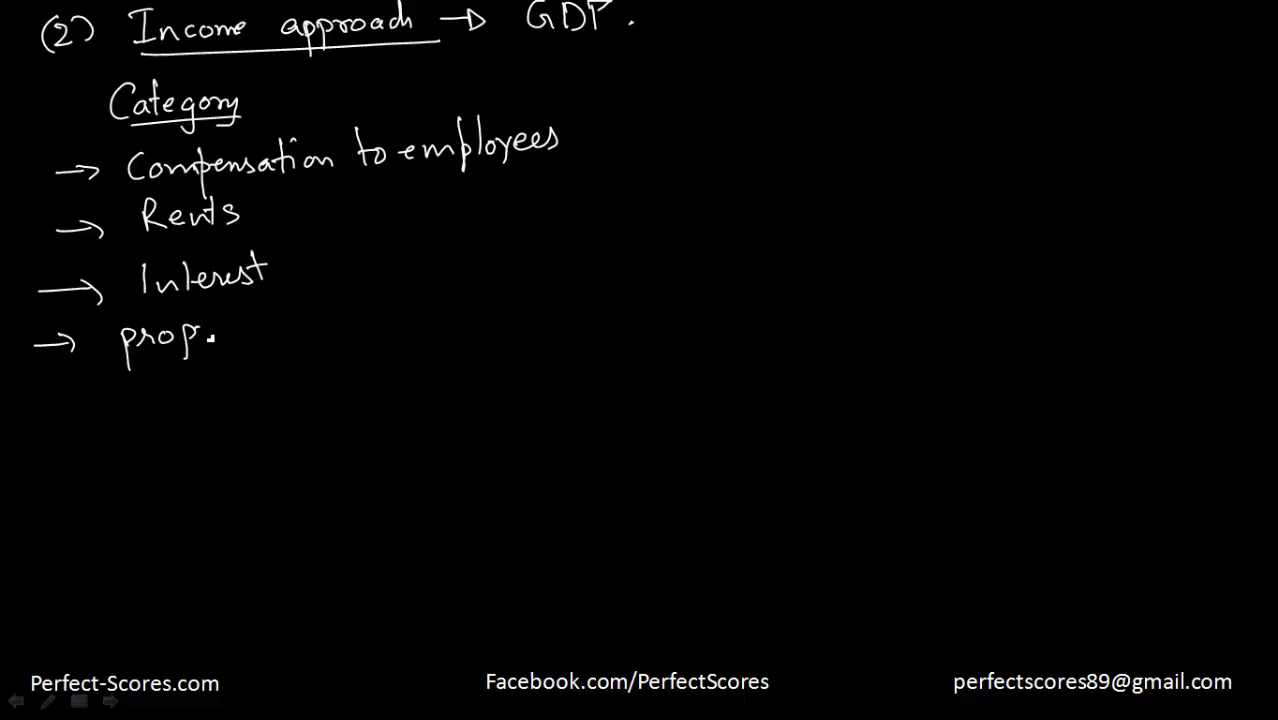 (2) Income approach → GDP.
Category
→ Compensation to employees
→ Rents
→ Interest
→ prop.
Perfect-Scores.com
Facebook.com/PerfectScores
perfectscores89@gmail.com